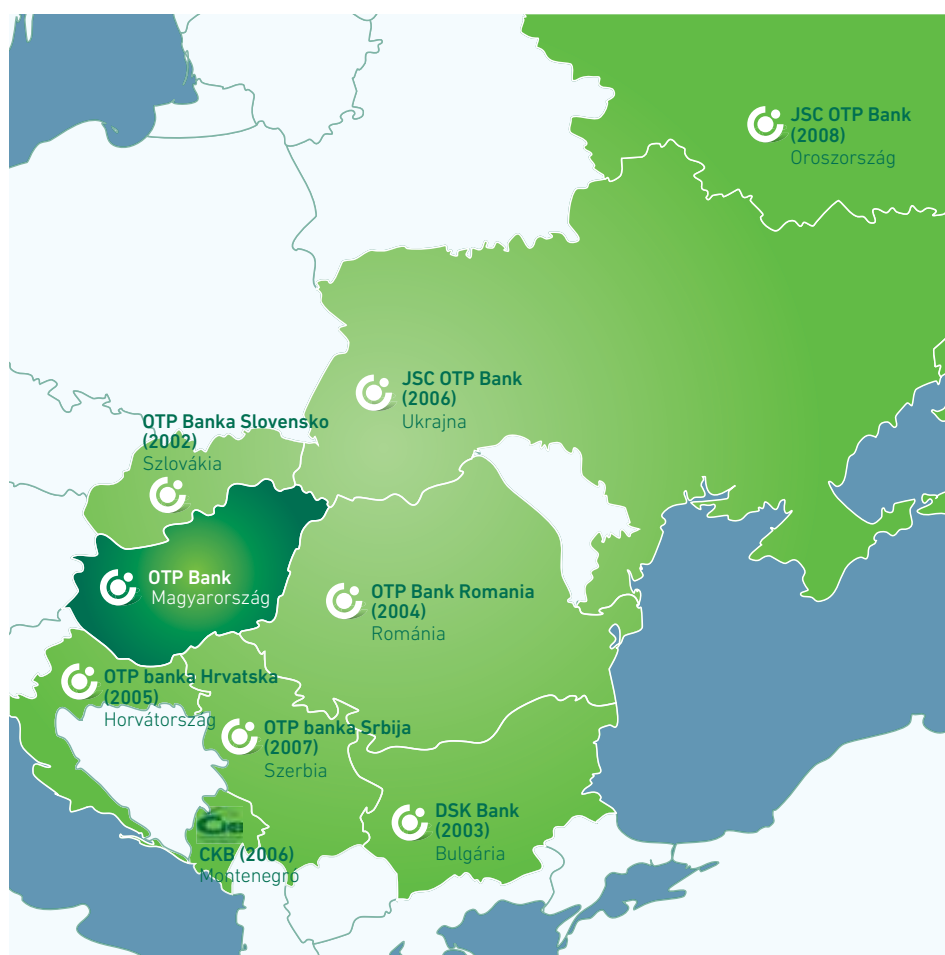 JSC OTP Bank
(2008)
Oroszország
JSC OTP Bank
(2006)
Ukrajna
OTP Banka Slovensko
(2002)
Szlovákia
OTP Bank
Magyarország
OTP Bank Romania
(2004)
Románia
OTP banka Hrvatska
(2005)
Horvátország
OTP banka Srbija
(2007)
Szerbia
DSK Bank
(2003)
Bulgária
CKB (2006)
Montenegró